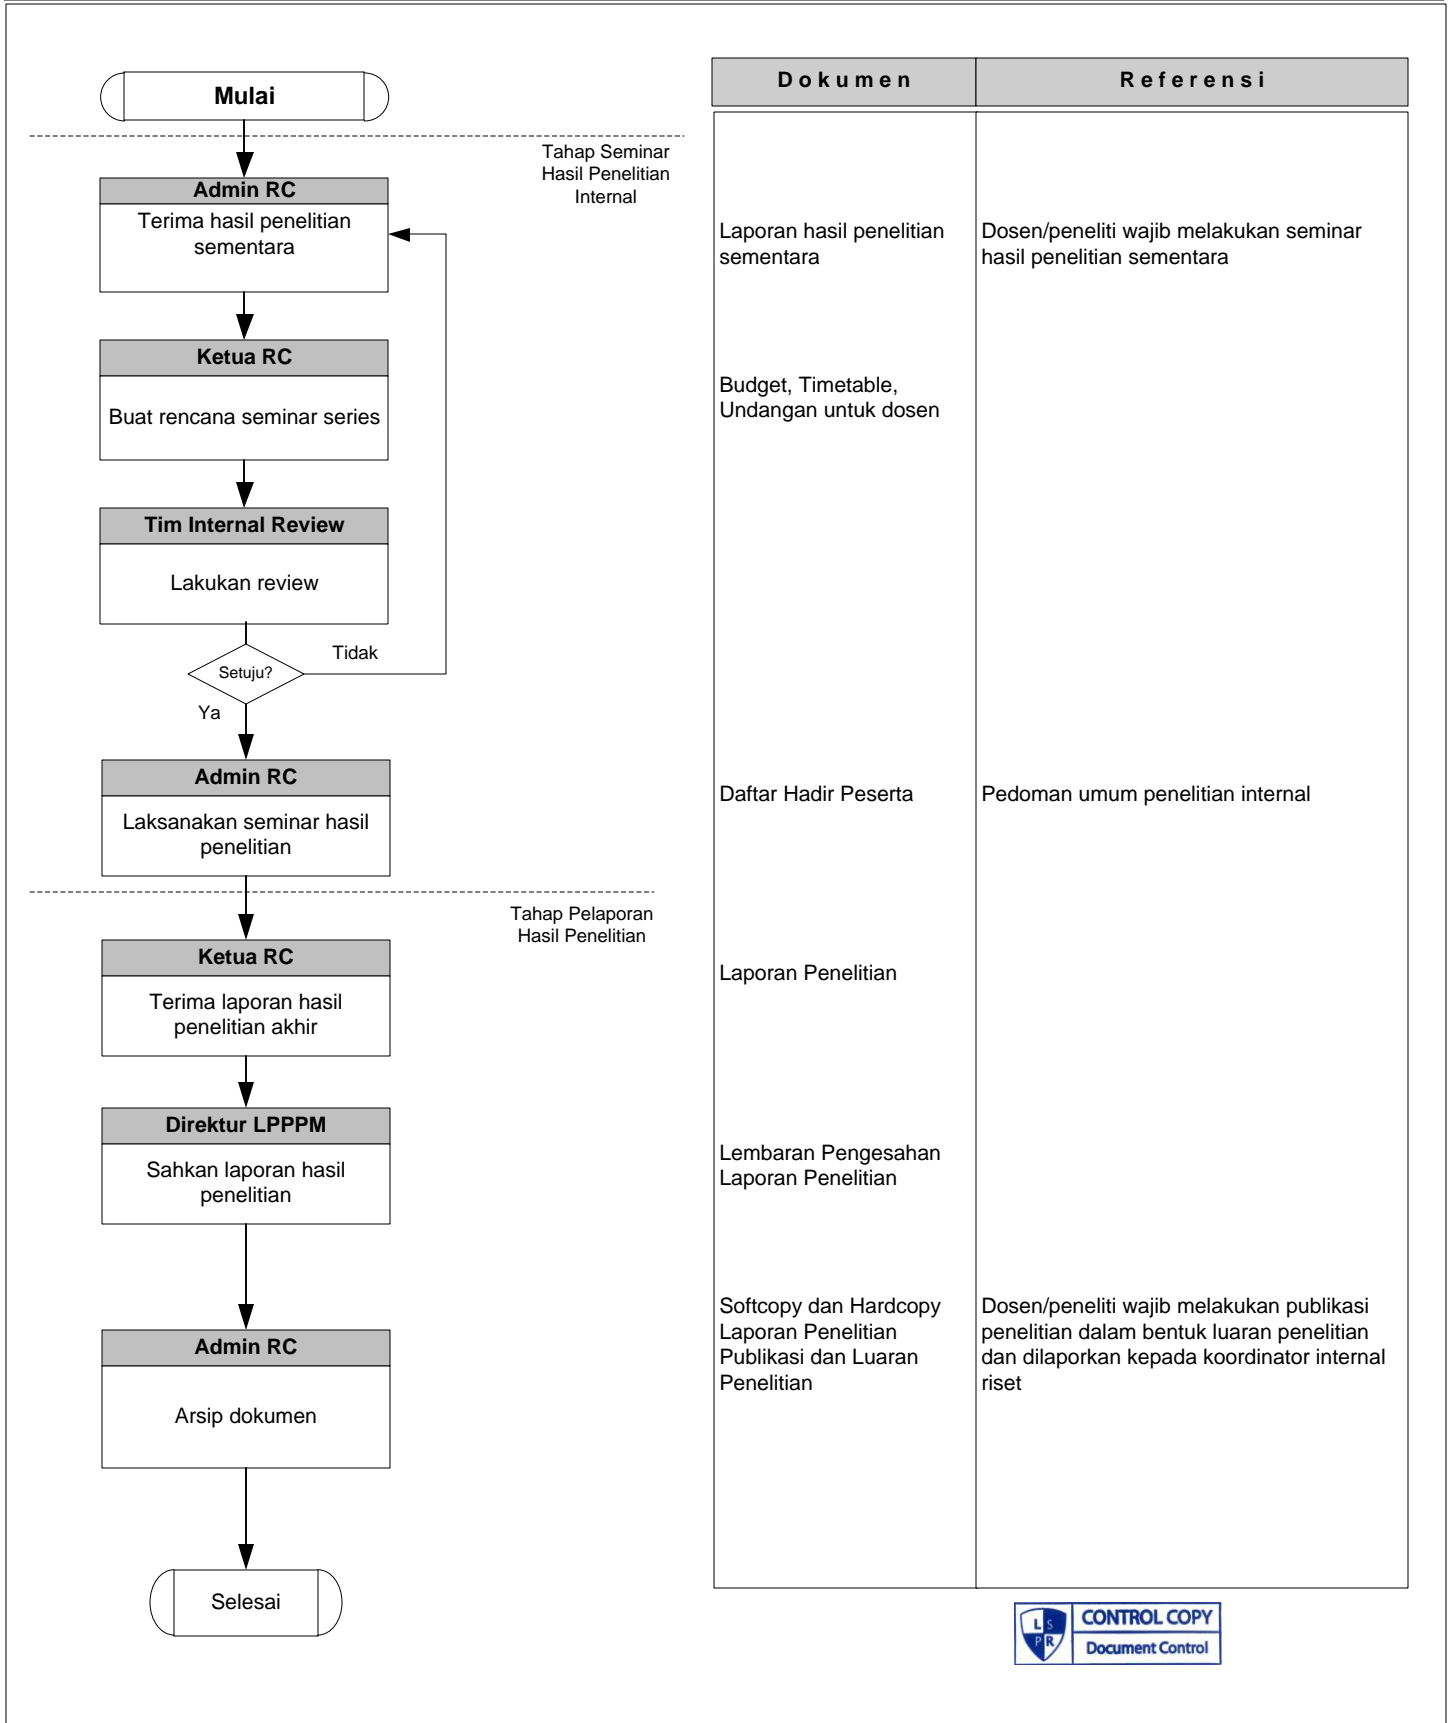 Mulai
Tahap Seminar
Hasil Penelitian
Internal
Admin RC
Terima hasil penelitian
sementara
Ketua RC
Buat rencana seminar series
Tim Internal Review
Lakukan review
Setuju?
Tidak
Ya
Admin RC
Laksanakan seminar hasil
penelitian
Tahap Pelaporan
Hasil Penelitian
Ketua RC
Terima laporan hasil
penelitian akhir
Direktur LPPPM
Sahkan laporan hasil
penelitian
Admin RC
Arsip dokumen
Selesai
Dokumen
Referensi
Laporan hasil penelitian
sementara
Dosen/peneliti wajib melakukan seminar
hasil penelitian sementara
Budget, Timetable,
Undangan untuk dosen
Daftar Hadir Peserta
Pedoman umum penelitian internal
Laporan Penelitian
Lembaran Pengesahan
Laporan Penelitian
Softcopy dan Hardcopy
Laporan Penelitian
Publikasi dan Luaran
Penelitian
Dosen/peneliti wajib melakukan publikasi
penelitian dalam bentuk luaran penelitian
dan dilaporkan kepada koordinator internal
riset
LS
PR
CONTROL COPY
Document Control